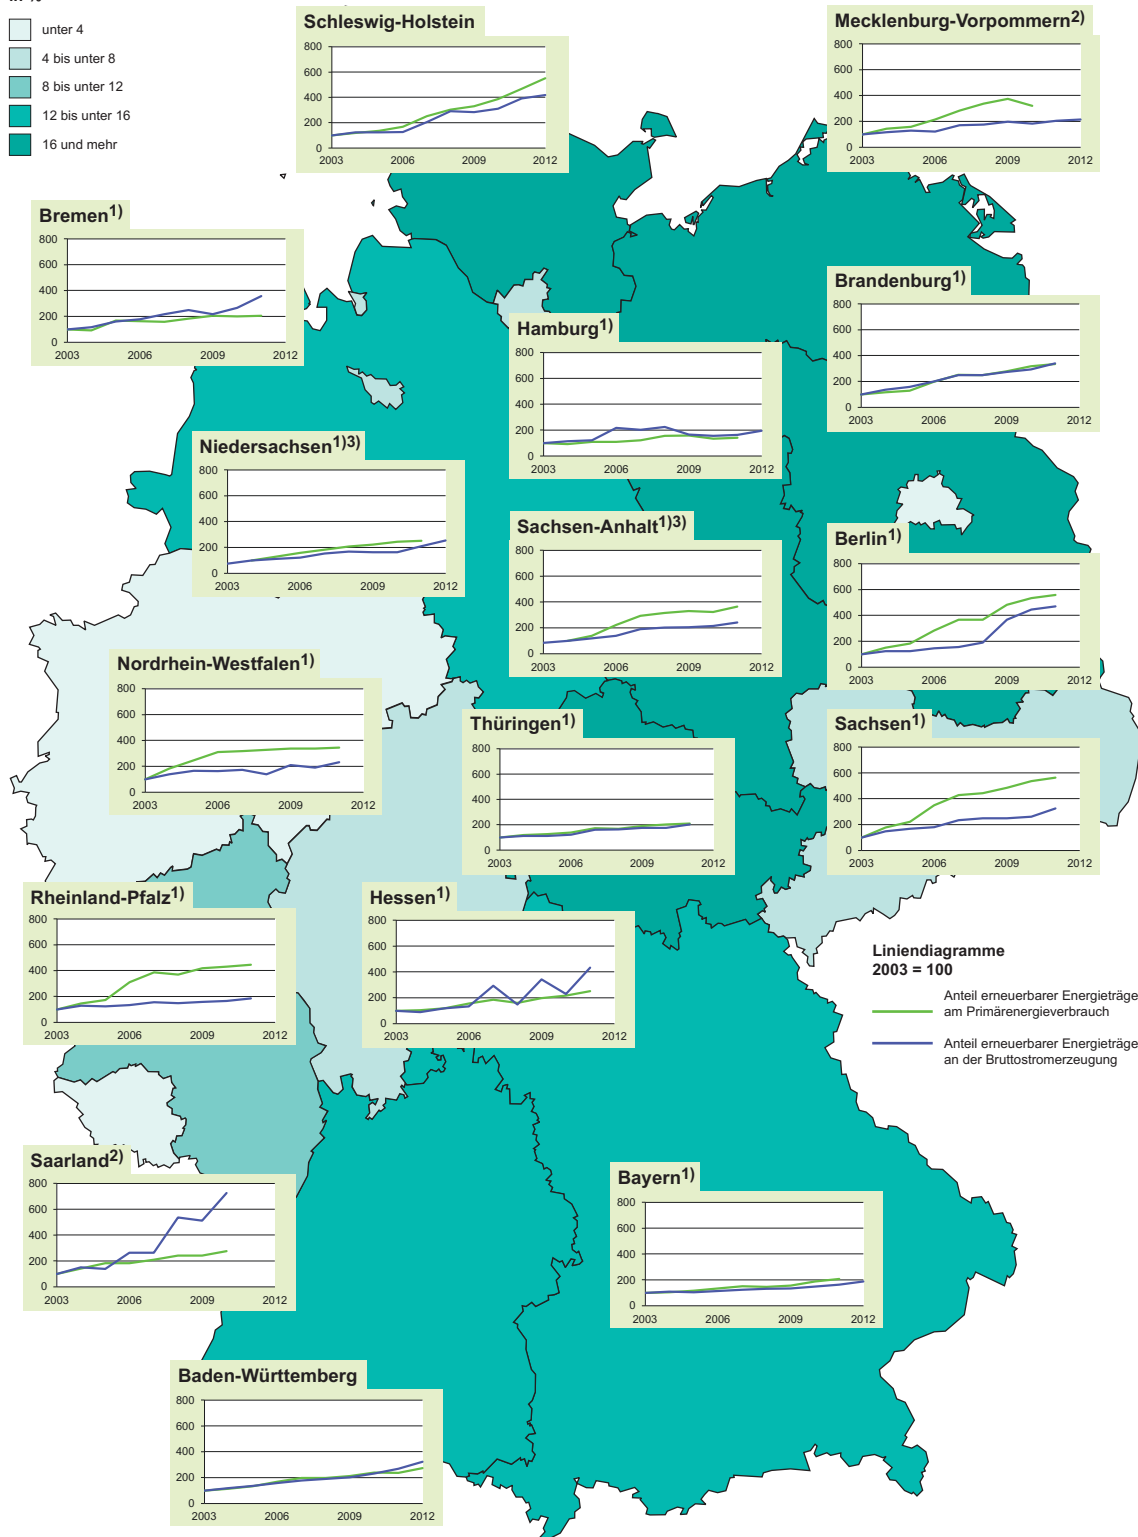 in %
unter 4
4 bis unter 8
8 bis unter 12
12 bis unter 16
16 und mehr
Schleswig-Holstein
800
600
400
200
0
2003 2006 2009 2012
Mecklenburg-Vorpommern2)
800
600
400
200
0
2003 2006 2009 2012
Bremen1)
800
600
400
200
0
2003 2006 2009 2012
Brandenburg1)
800
600
400
200
0
2003 2006 2009 2012
Hamburg1)
800
600
400
200
0
2003 2006 2009 2012
Niedersachsen1)3)
800
600
400
200
0
2003 2006 2009 2012
Sachsen-Anhalt1)3)
800
600
400
200
0
2003 2006 2009 2012
Berlin1)
800
600
400
200
0
2003 2006 2009 2012
Nordrhein-Westfalen1)
800
600
400
200
0
2003 2006 2009 2012
Thüringen1)
800
600
400
200
0
2003 2006 2009 2012
Sachsen1)
800
600
400
200
0
2003 2006 2009 2012
Rheinland-Pfalz1)
800
600
400
200
0
2003 2006 2009 2012
Hessen1)
800
600
400
200
0
2003 2006 2009 2012
Liniendiagramme
2003 = 100
Anteil erneuerbarer Energieträge
am Primärenergieverbrauch
Anteil erneuerbarer Energieträge
an der Bruttostromerzeugung
Saarland2)
800
600
400
200
0
2003 2006 2009 2012
Bayern1)
800
600
400
200
0
2003 2006 2009 2012
Baden-Württemberg
800
600
400
200
0
2003 2006 2009 2012